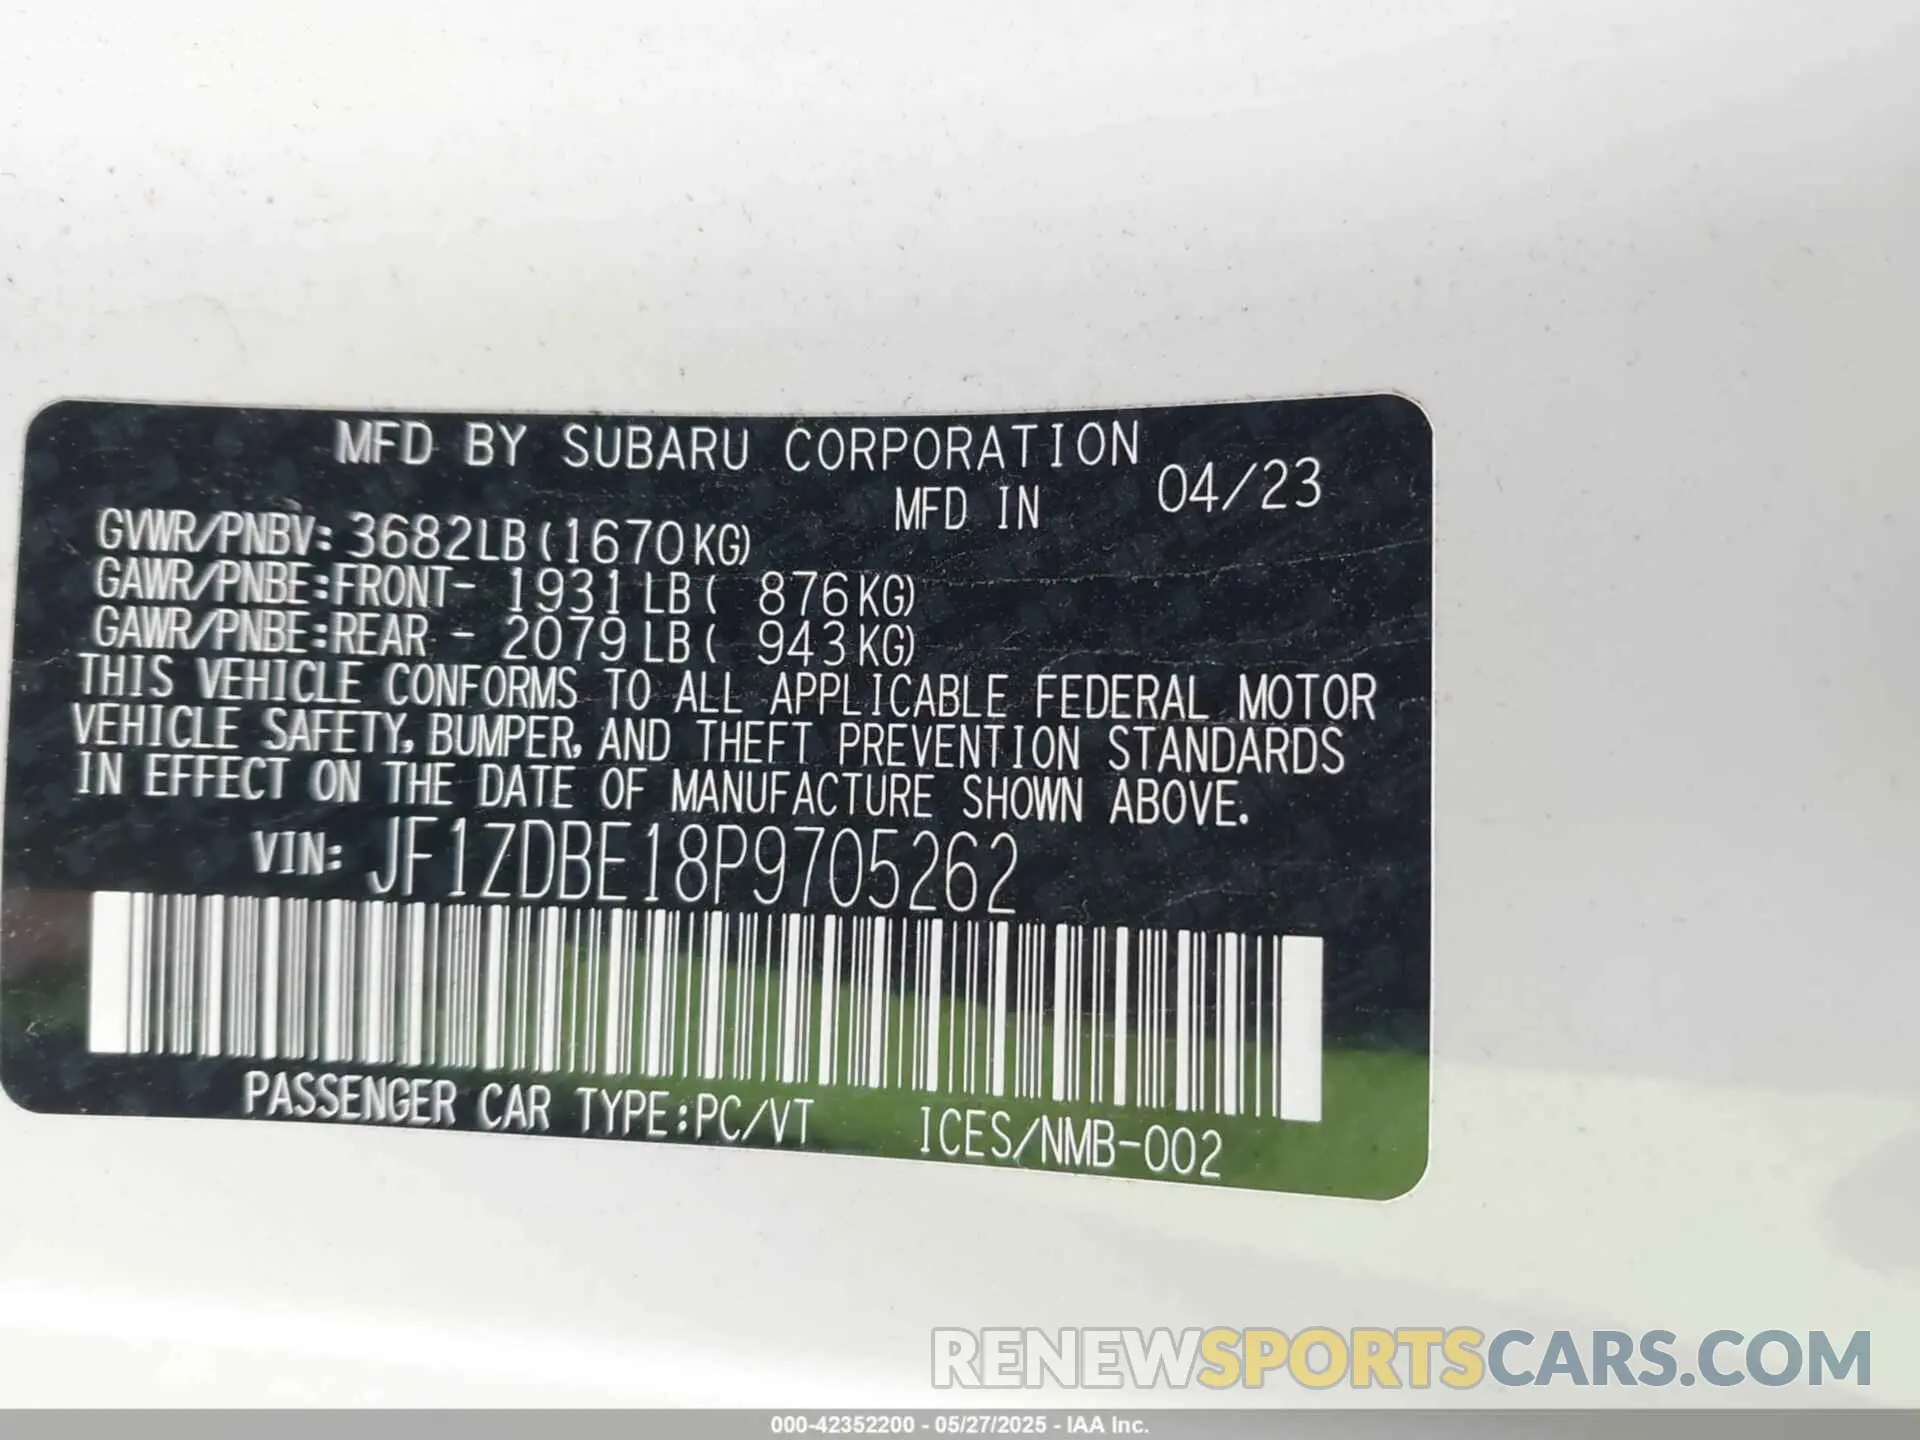 MFD BY SUBARU CORPORATION
MFD IN 04/23
GVWR/PNBV: 3682LB (1670KG)
GAWR/PNBE:FRONT- 1931LB ( 876KG)
GAWR/PNBE:REAR - 2079LB ( 943KG)
THIS VEHICLE CONFORMS TO ALL APPLICABLE FEDERAL MOTOR
VEHICLE SAFETY, BUMPER, AND THEFT PREVENTION STANDARDS
IN EFFECT ON THE DATE OF MANUFACTURE SHOWN ABOVE.
VIN: JF1ZDBE18P9705262
PASSENGER CAR TYPE:PC/VT ICES/NMB-002
RENEWSPORTSCARS.COM
000-42352200 - 05/27/2025 - IAA Inc.